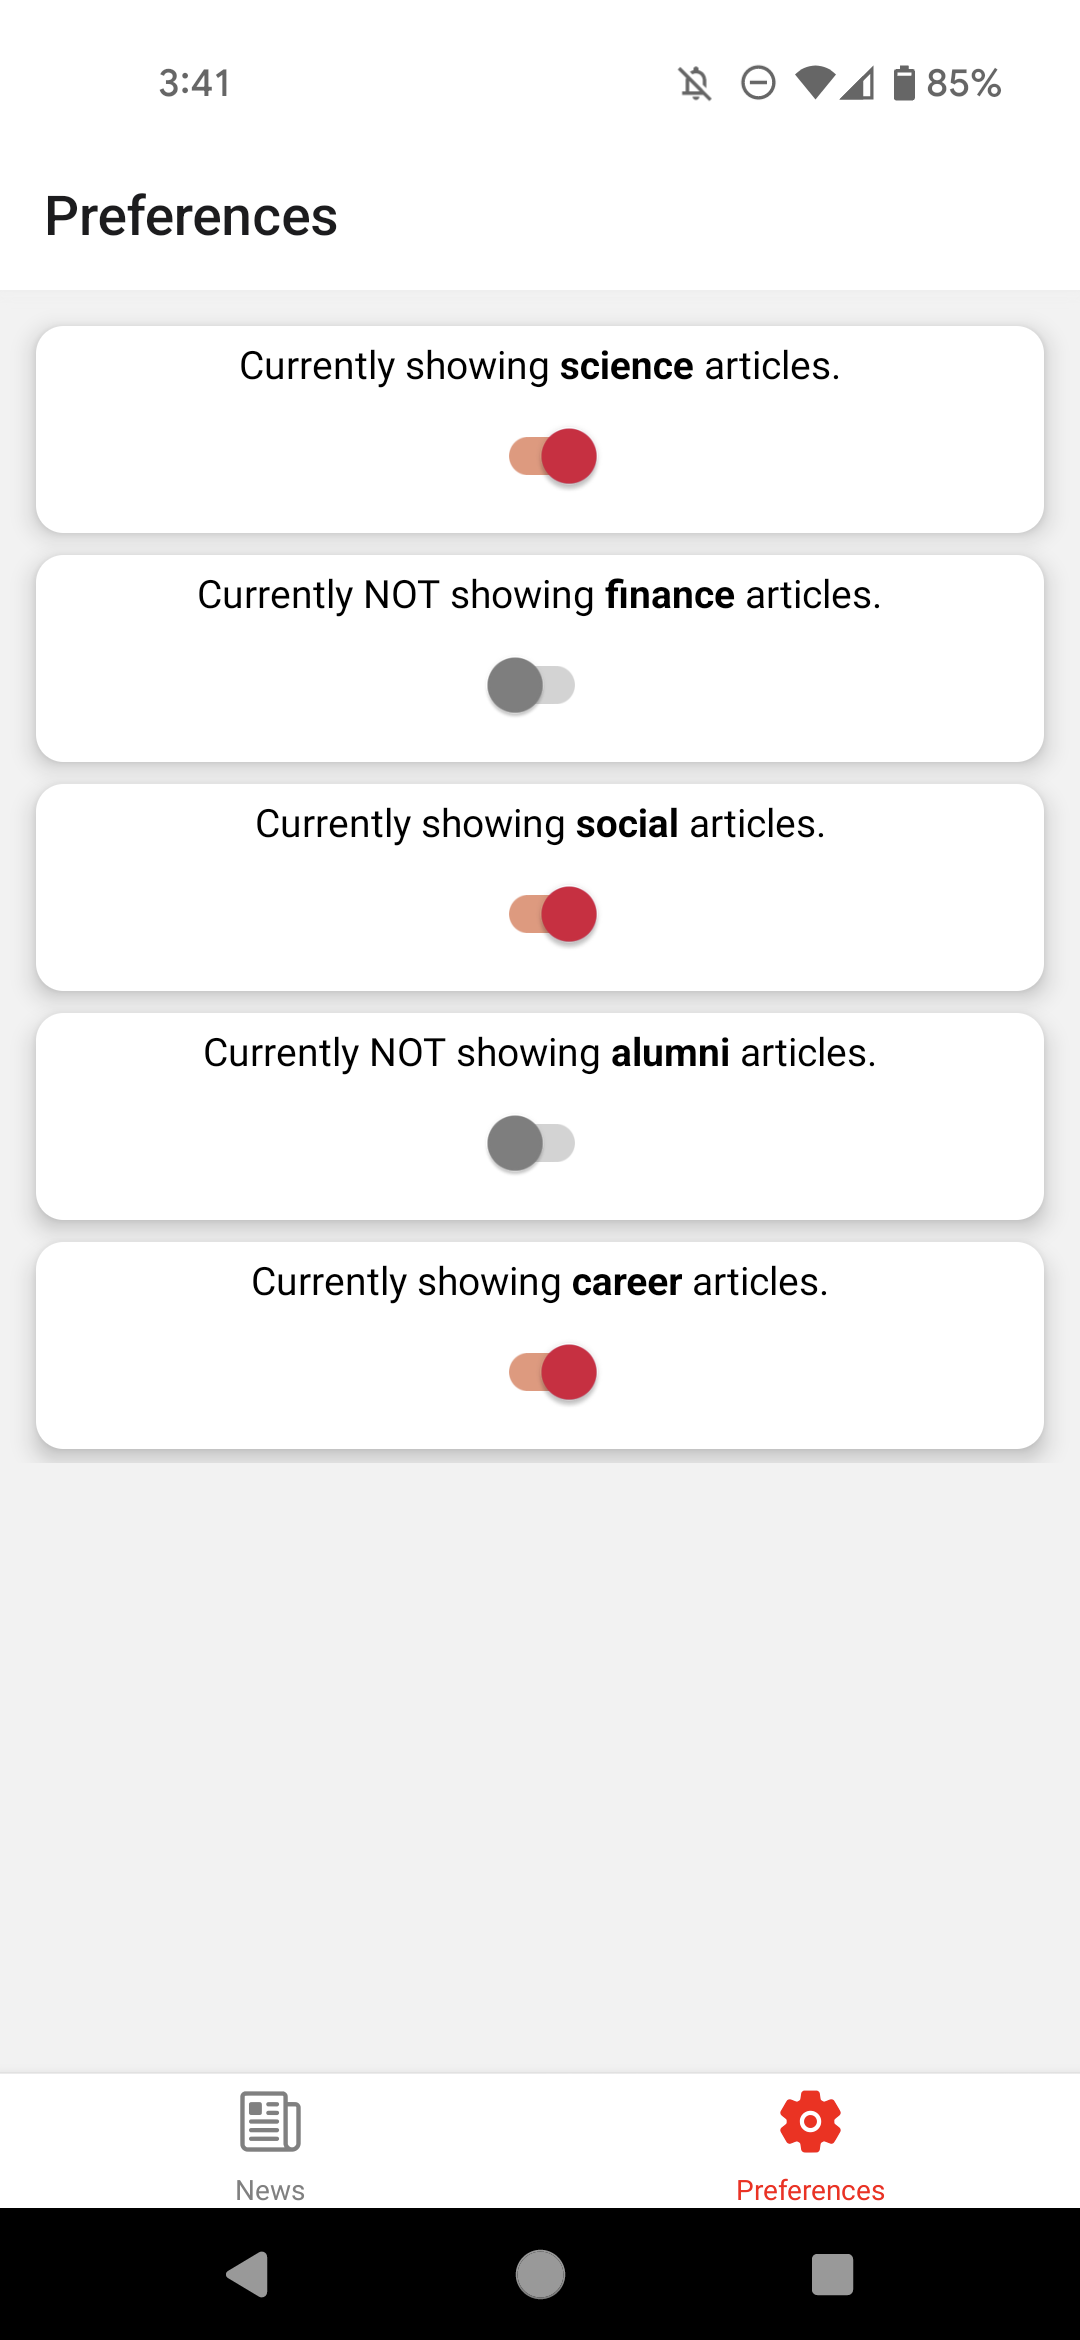 3:41
85%
Preferences
Currently showing science articles.
Currently NOT showing finance articles.
Currently showing social articles.
Currently NOT showing alumni articles.
Currently showing career articles.
News
Preferences